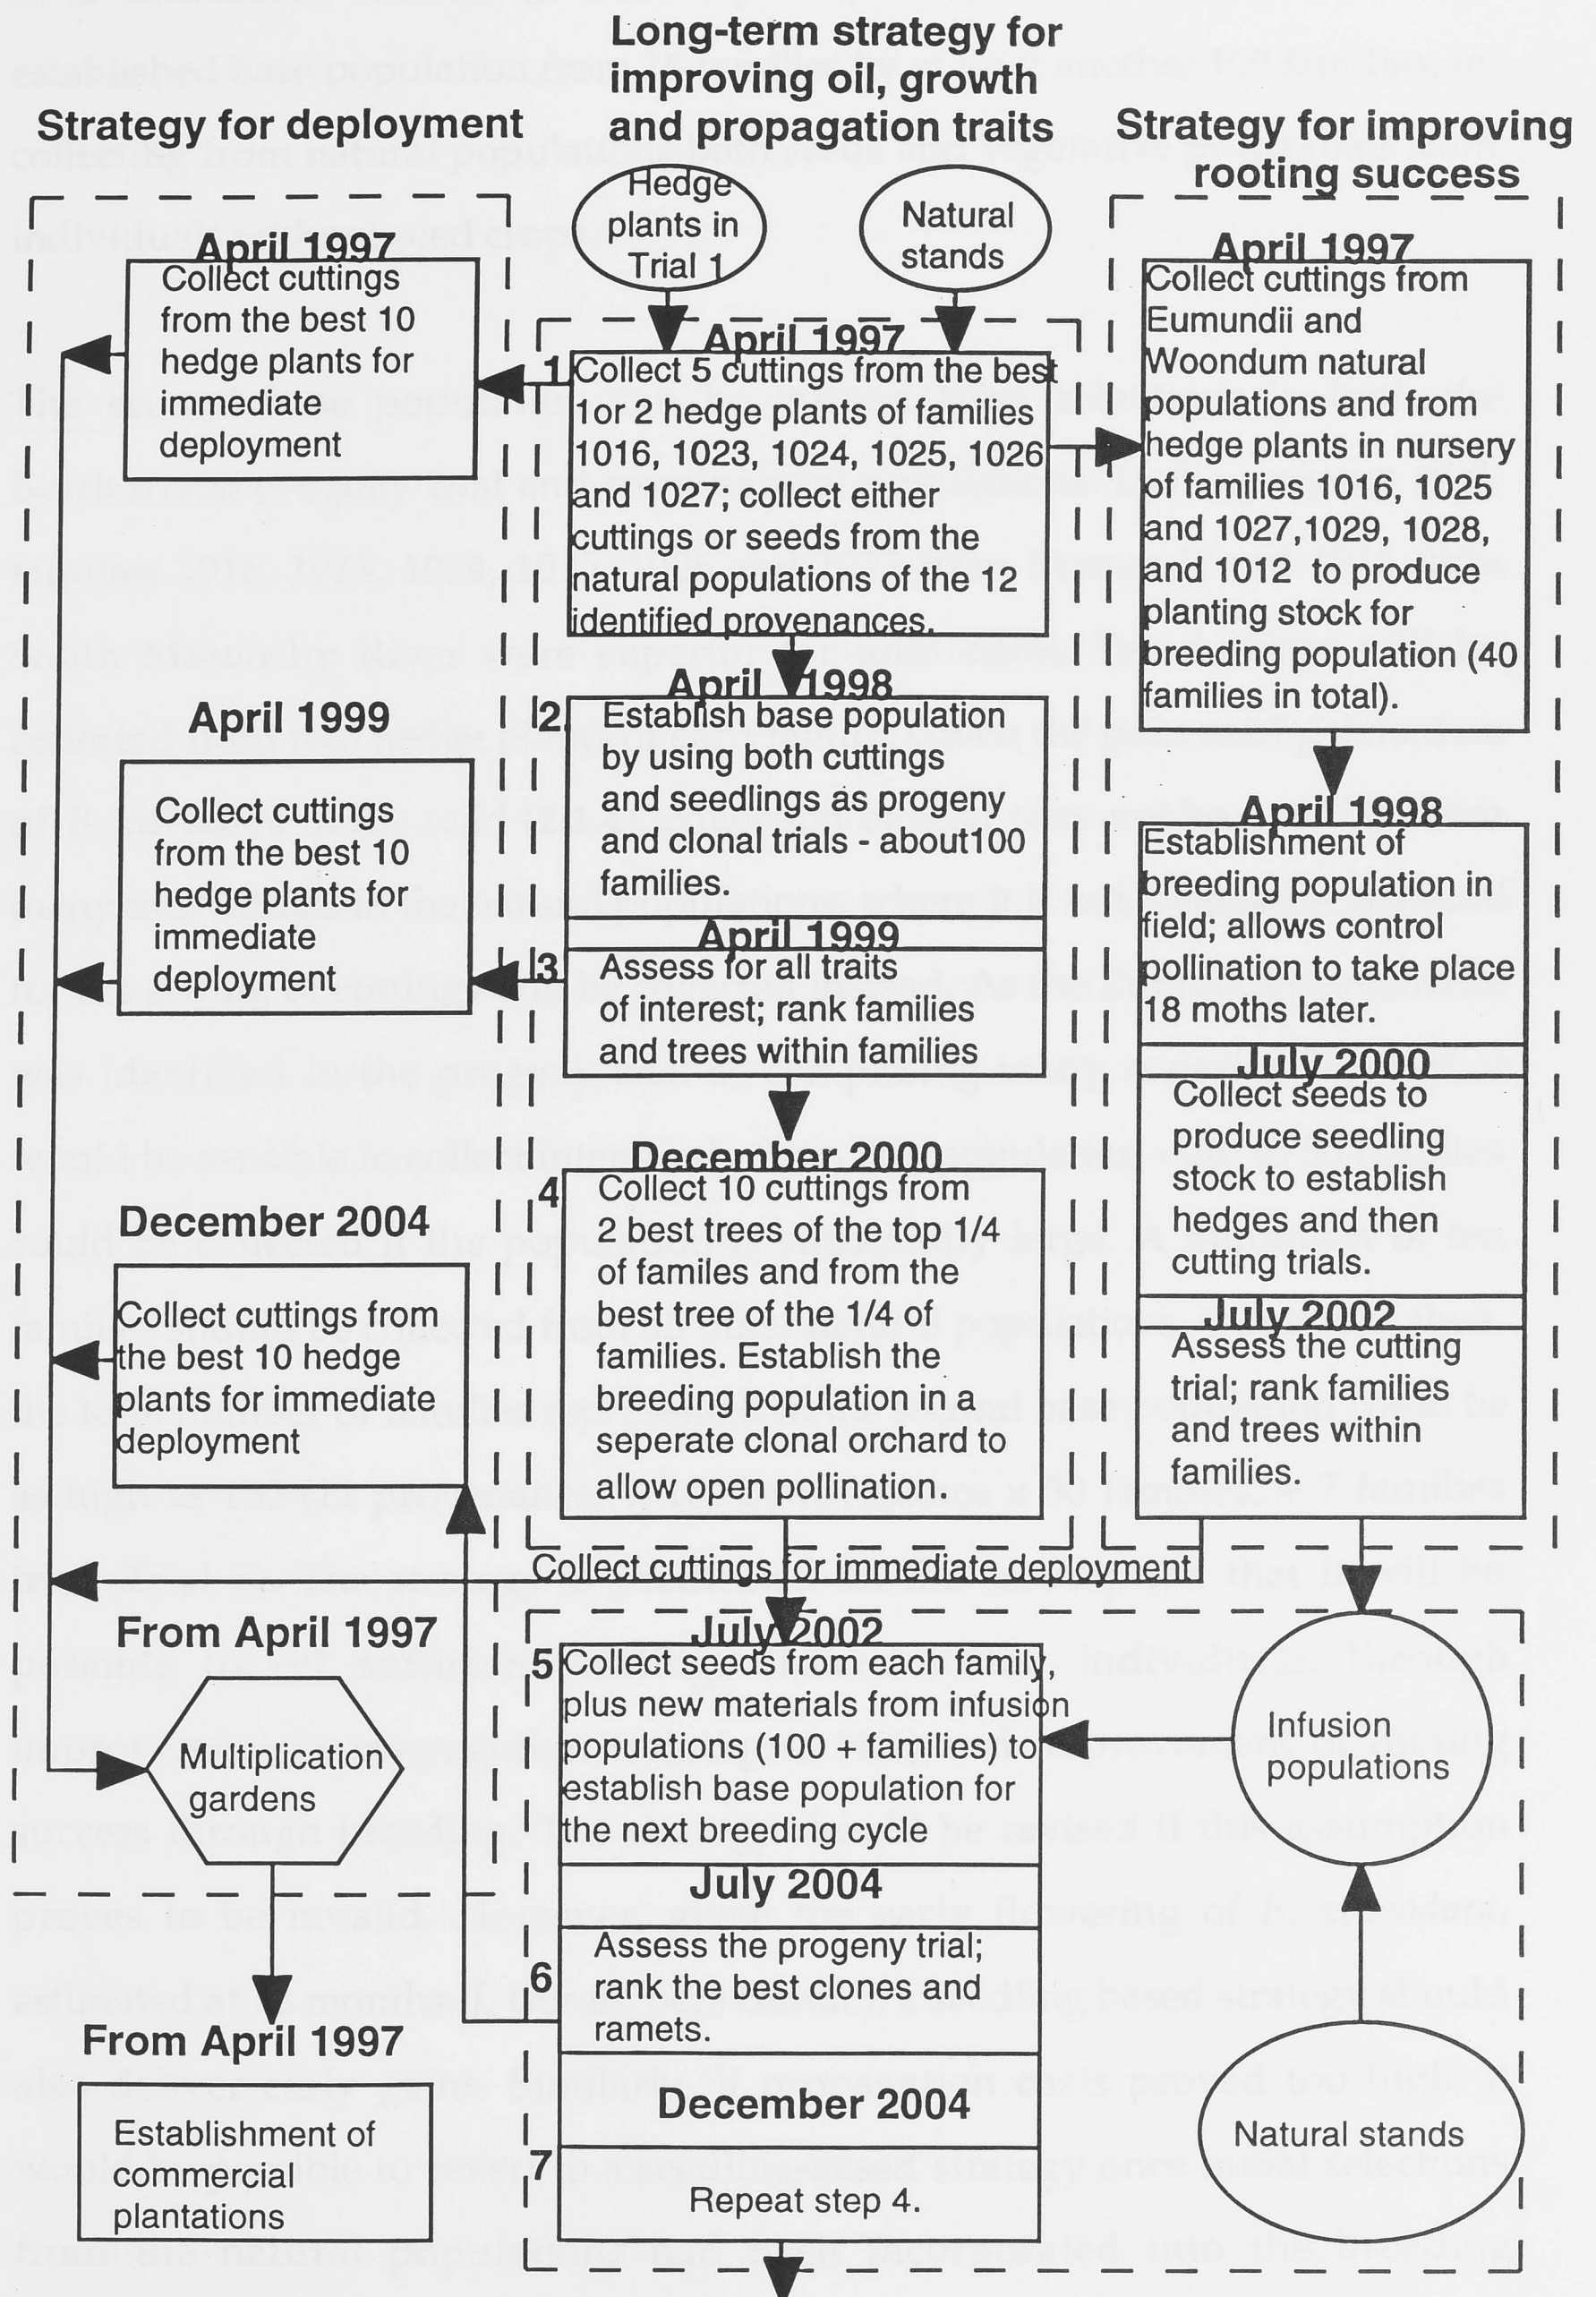 Long-term strategy for
improving oil, growth
and propagation traits
Strategy for deployment
Strategy for improving
rooting success
Hedge
plants in
Trial 1
Natural
stands
April 1997
Collect cuttings
from the best 10
hedge plants for
immediate
deployment
April 1999
Collect cuttings
from the best 10
hedge plants for
immediate
deployment
December 2004
Collect cuttings from
the best 10 hedge
plants for immediate
deployment
From April 1997
Multiplication
gardens
From April 1997
Establishment of
commercial
plantations
April 1997
1 Collect 5 cuttings from the best
1or 2 hedge plants of families
1016, 1023, 1024, 1025, 1026
and 1027; collect either
cuttings or seeds from the
natural populations of the 12
identified provenances.
April 1998
2. Establish base population
by using both cuttings
and seedlings as progeny
and clonal trials - about100
families.
April 1999
3 Assess for all traits
of interest; rank families
and trees within families
December 2000
4 Collect 10 cuttings from
2 best trees of the top 1/4
of familes and from the
best tree of the 1/4 of
families. Establish the
breeding population in a
seperate clonal orchard to
allow open pollination.
Collect cuttings for immediate deployment
July 2002
5 Collect seeds from each family,
plus new materials from infusion
populations (100 + families) to
establish base population for
the next breeding cycle
July 2004
Assess the progeny trial;
6 rank the best clones and
ramets.
December 2004
7
Repeat step 4.
April 1997
Collect cuttings from
Eumundii and
Woondum natural
populations and from
hedge plants in nursery
of families 1016, 1025
and 1027,1029, 1028,
and 1012 to produce
planting stock for
breeding population (40
families in total).
April 1998
Establishment of
breeding population in
field; allows control
pollination to take place
18 moths later.
July 2000
Collect seeds to
produce seedling
stock to establish
hedges and then
cutting trials.
July 2002
Assess the cutting
trial; rank families
and trees within
families.
Infusion
populations
Natural stands